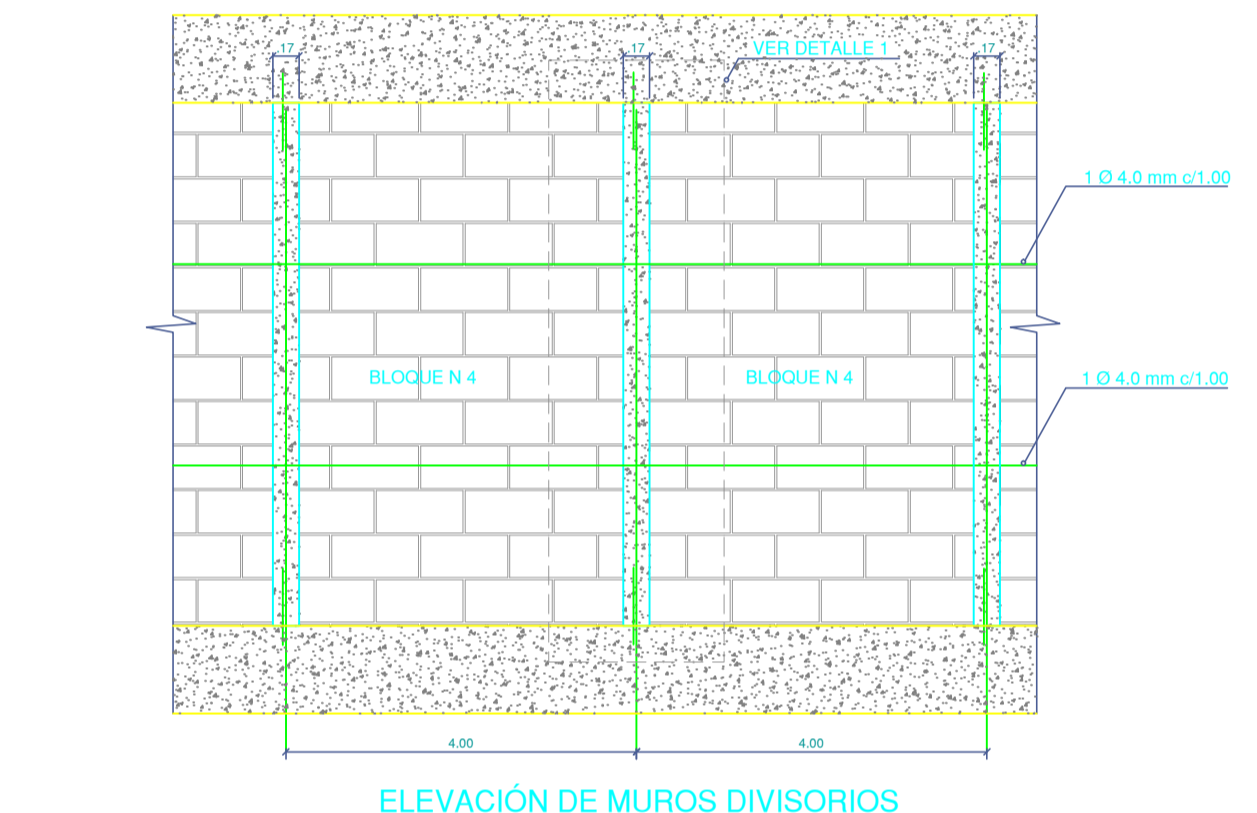 17
17
VER DETALLE 1
17
1 Ø 4.0 mm c/1.00
BLOQUE N 4
BLOQUE N 4
1 Ø 4.0 mm c/1.00
4.00
4.00
ELEVACIÓN DE MUROS DIVISORIOS